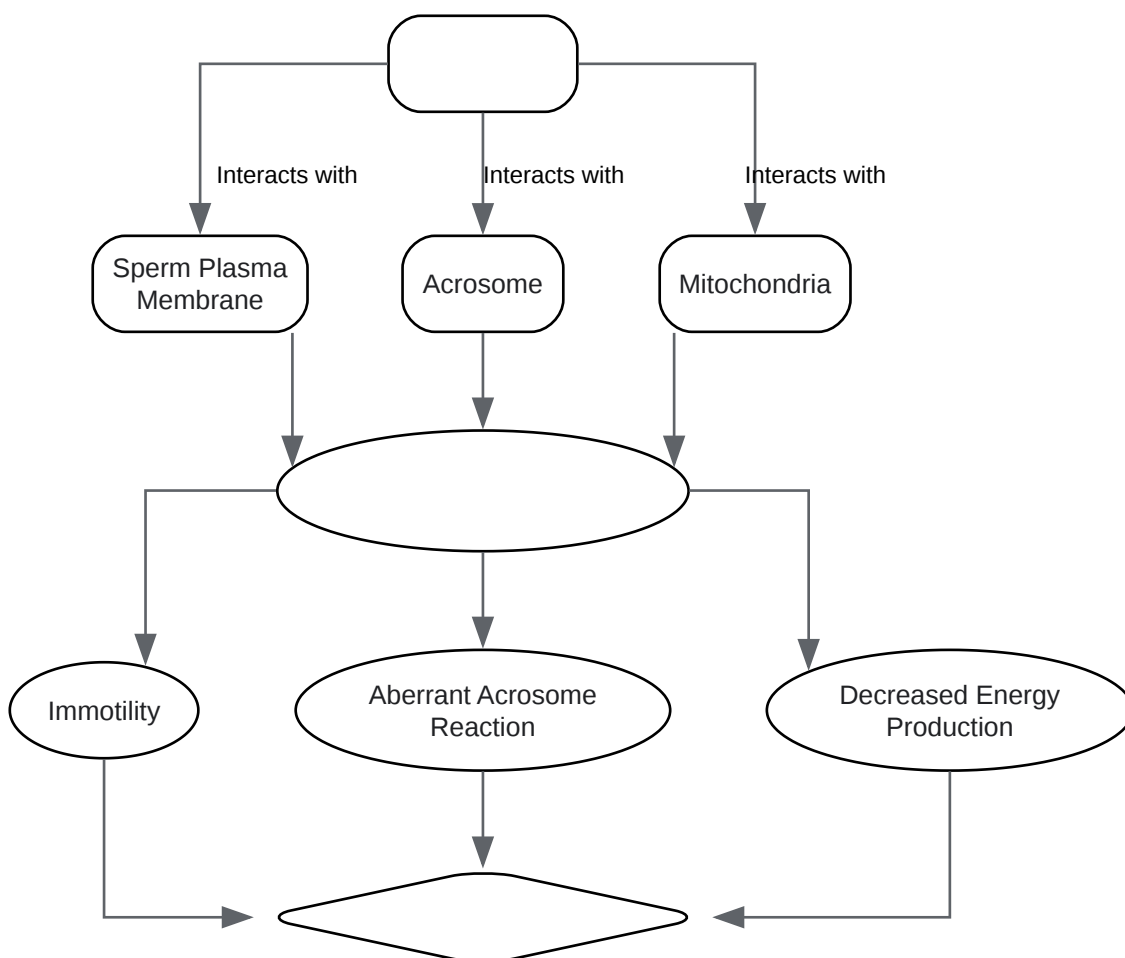 Interacts with
Interacts with
Interacts with
Sperm Plasma
Membrane
Acrosome
Mitochondria
Immotility
Aberrant Acrosome
Reaction
Decreased Energy
Production